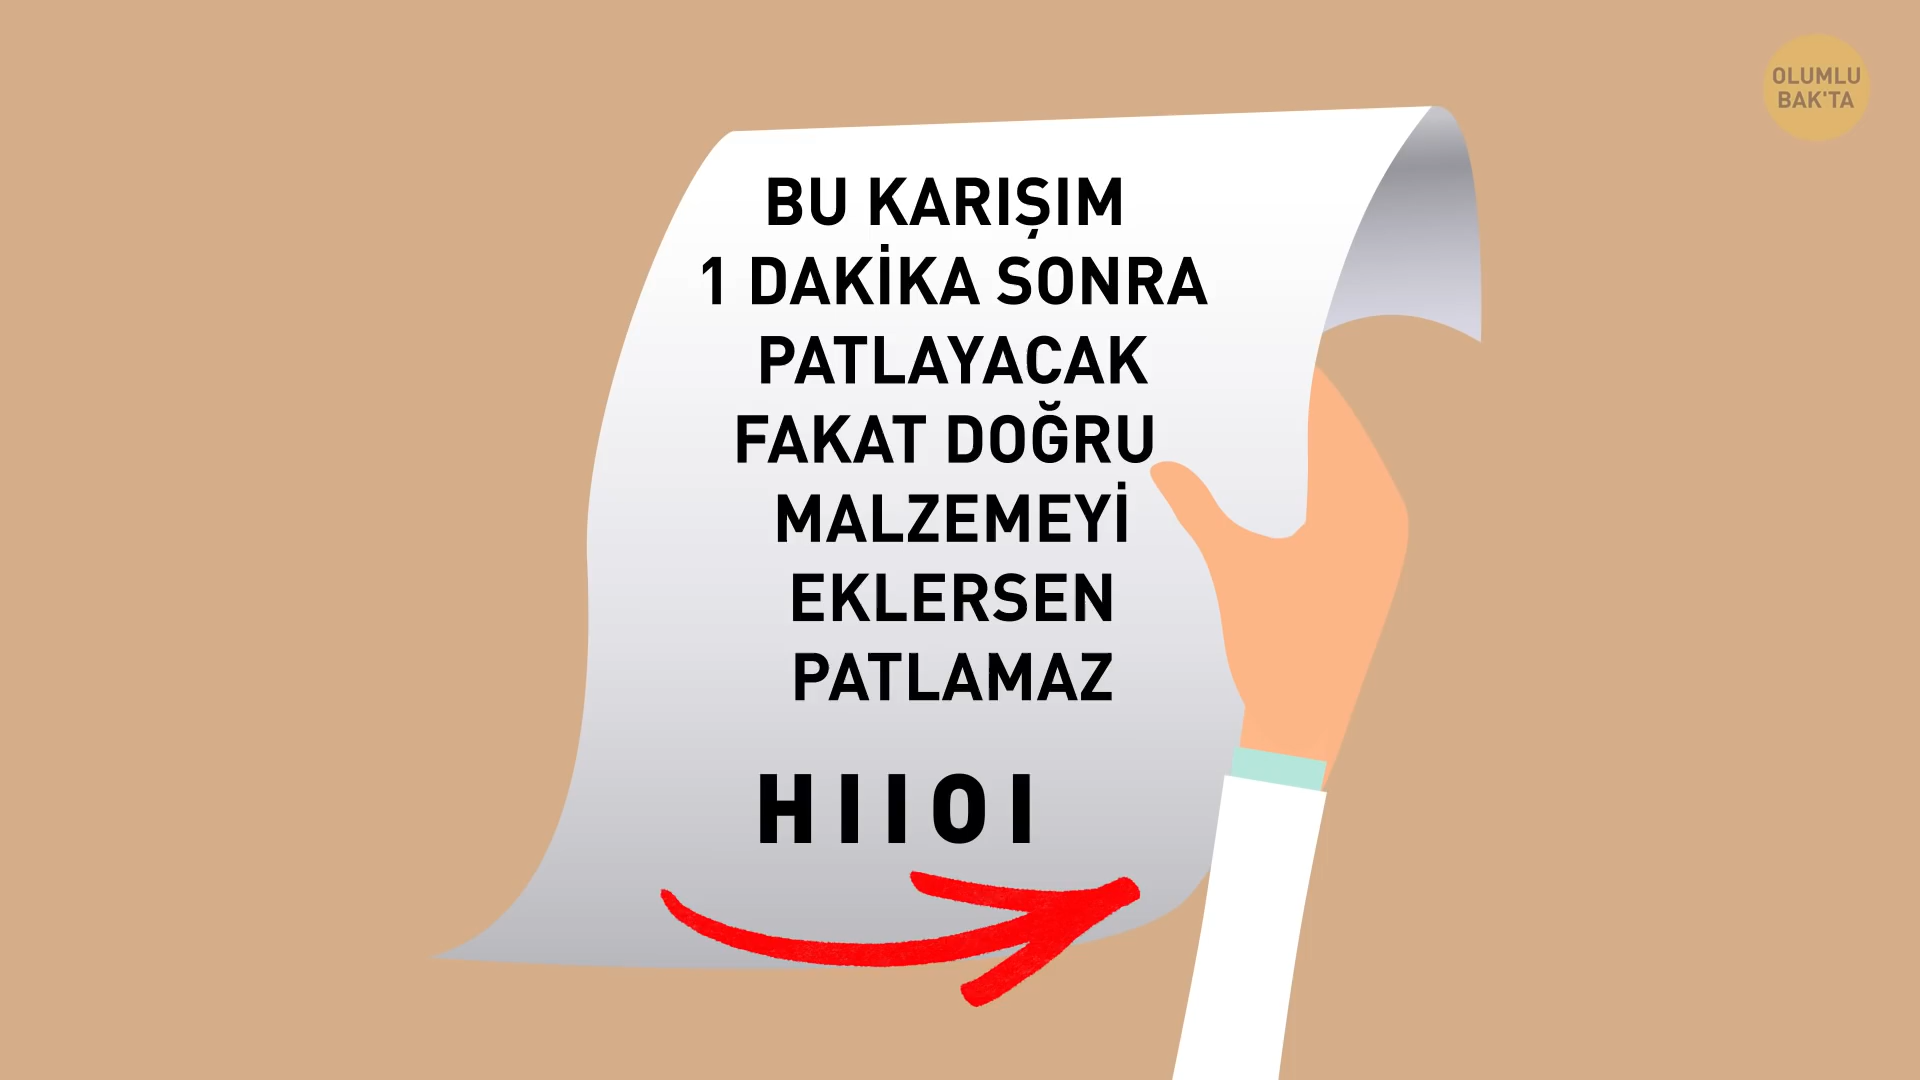 OLUMLU
BAK'TA
BU KARIŞIM
1 DAKİKA SONRA
PATLAYACAK
FAKAT DOĞRU
MALZEMEYİ
EKLERSEN
PATLAMAZ
HIIOI